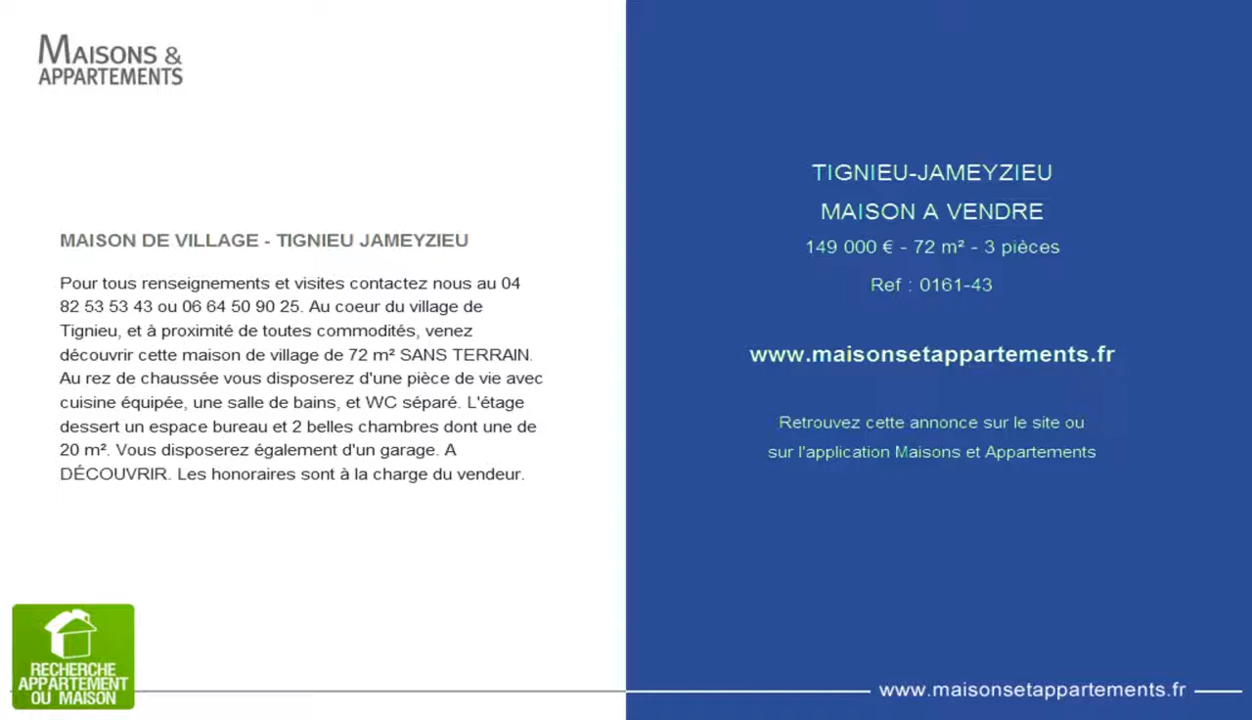 MAISONS &
APPARTEMENTS
MAISON DE VILLAGE - TIGNIEU JAMEYZIEU
Pour tous renseignements et visites contactez nous au 04
82 53 53 43 ou 06 64 50 90 25. Au coeur du village de
Tignieu, et à proximité de toutes commodités, venez
découvrir cette maison de village de 72 m² SANS TERRAIN.
Au rez de chaussée vous disposerez d'une pièce de vie avec
cuisine équipée, une salle de bains, et WC séparé. L'étage
dessert un espace bureau et 2 belles chambres dont une de
20 m². Vous disposerez également d'un garage. A
DÉCOUVRIR. Les honoraires sont à la charge du vendeur.
RECHERCHE
APPARTEMENT
OU MAISON
TIGNIEU-JAMEYZIEU
MAISON A VENDRE
149 000 € - 72 m² - 3 pièces
Ref : 0161-43
www.maisonsetappartements.fr
Retrouvez cette annonce sur le site ou
sur l'application Maisons et Appartements
www.maisonsetappartements.fr